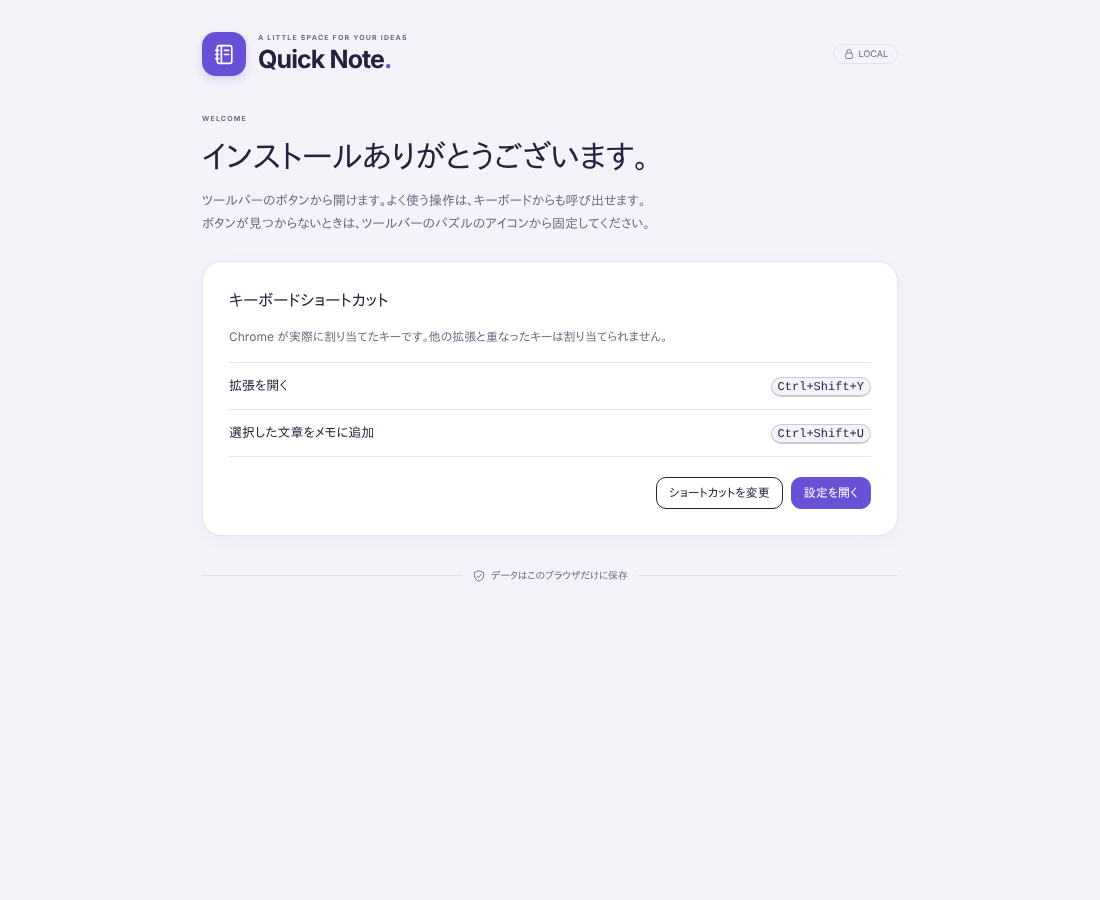 A LITTLE SPACE FOR YOUR IDEAS
Quick Note.
LOCAL
WELCOME
インストールありがとうございます。
ツールバーのボタンから開けます。よく使う操作は、キーボードからも呼び出せます。
ボタンが見つからないときは、ツールバーのパズルのアイコンから固定してください。
キーボードショートカット
Chrome が実際に割り当てたキーです。他の拡張と重なったキーは割り当てられません。
拡張を開く
Ctrl+Shift+Y
選択した文章をメモに追加
Ctrl+Shift+U
ショートカットを変更
設定を開く
データはこのブラウザだけに保存